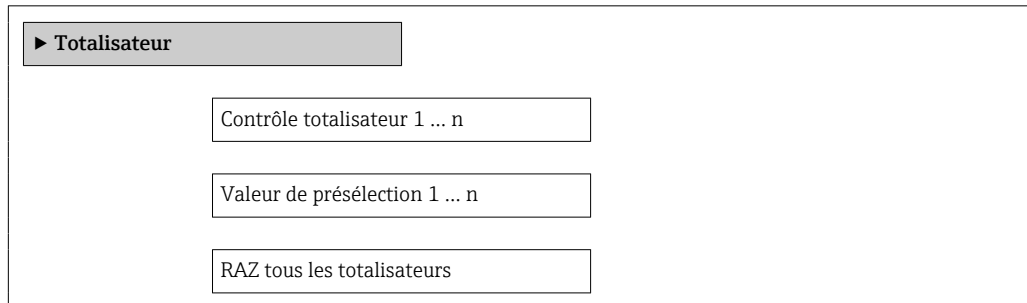 ▶ Totalisateur
Contrôle totalisateur 1 … n
Valeur de présélection 1 … n
RAZ tous les totalisateurs